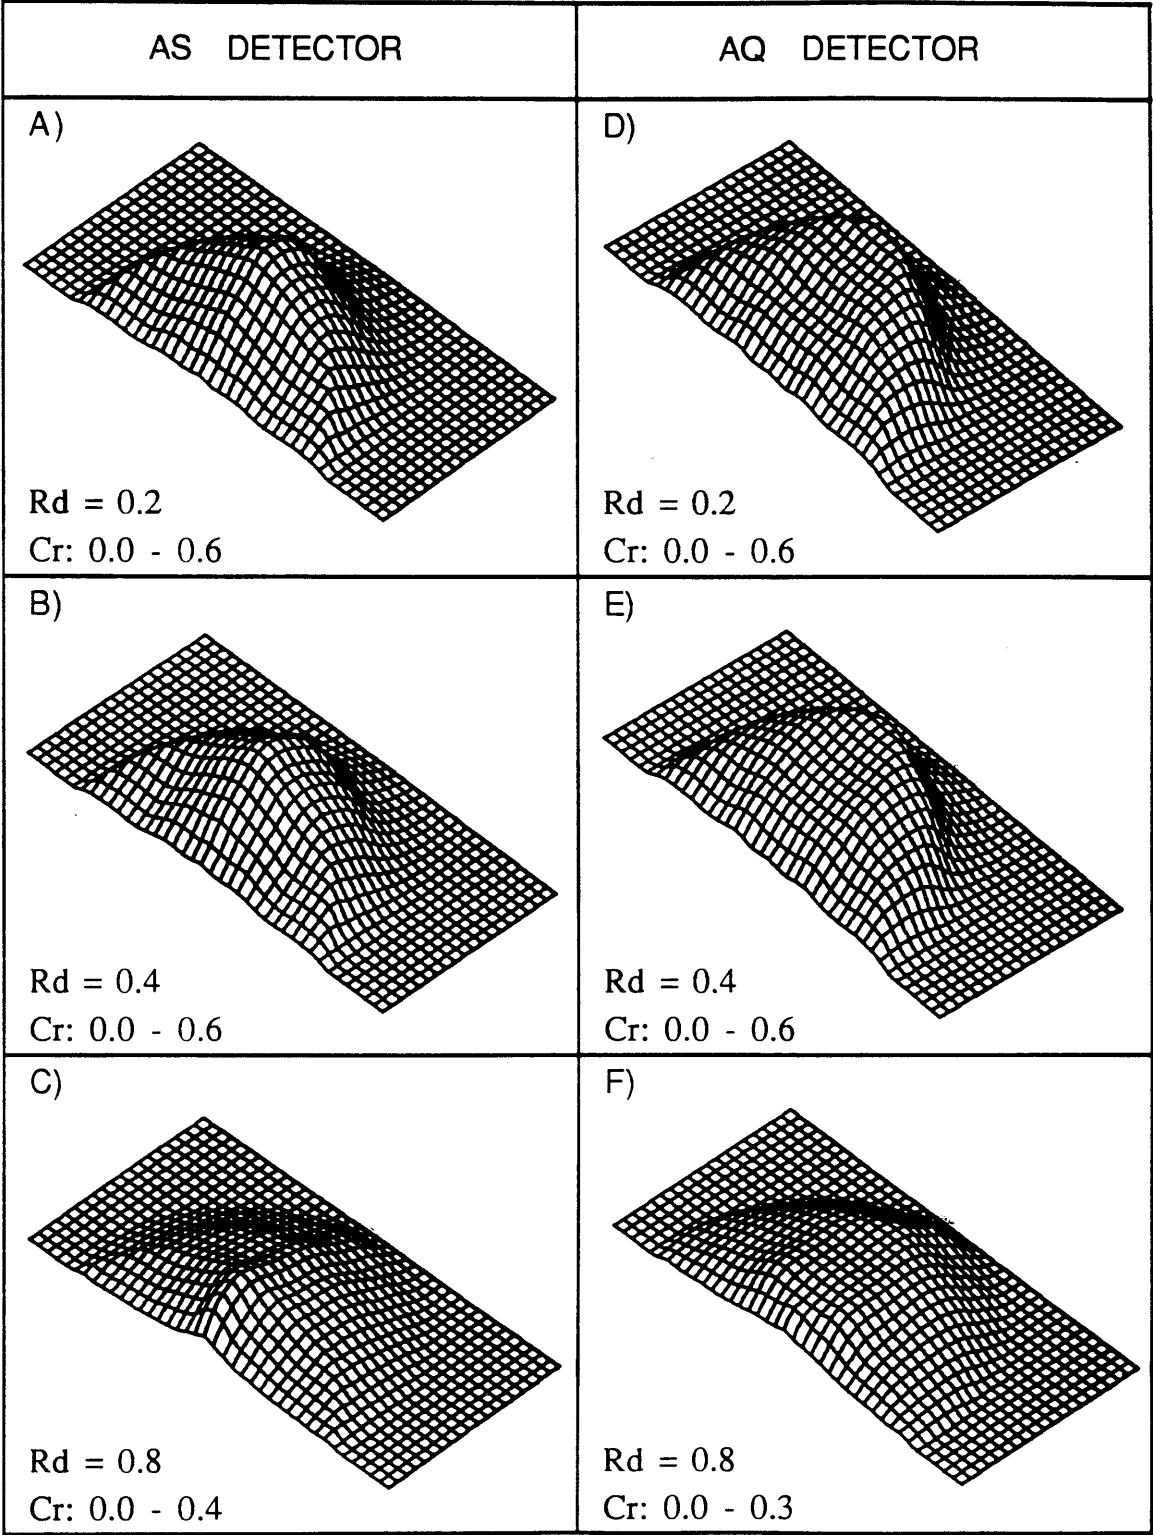 AS DETECTOR
AQ DETECTOR
A)
Rd = 0.2
Cr: 0.0 - 0.6
D)
Rd = 0.2
Cr: 0.0 - 0.6
B)
Rd = 0.4
Cr: 0.0 - 0.6
E)
Rd = 0.4
Cr: 0.0 - 0.6
C)
Rd = 0.8
Cr: 0.0 - 0.4
F)
Rd = 0.8
Cr: 0.0 - 0.3